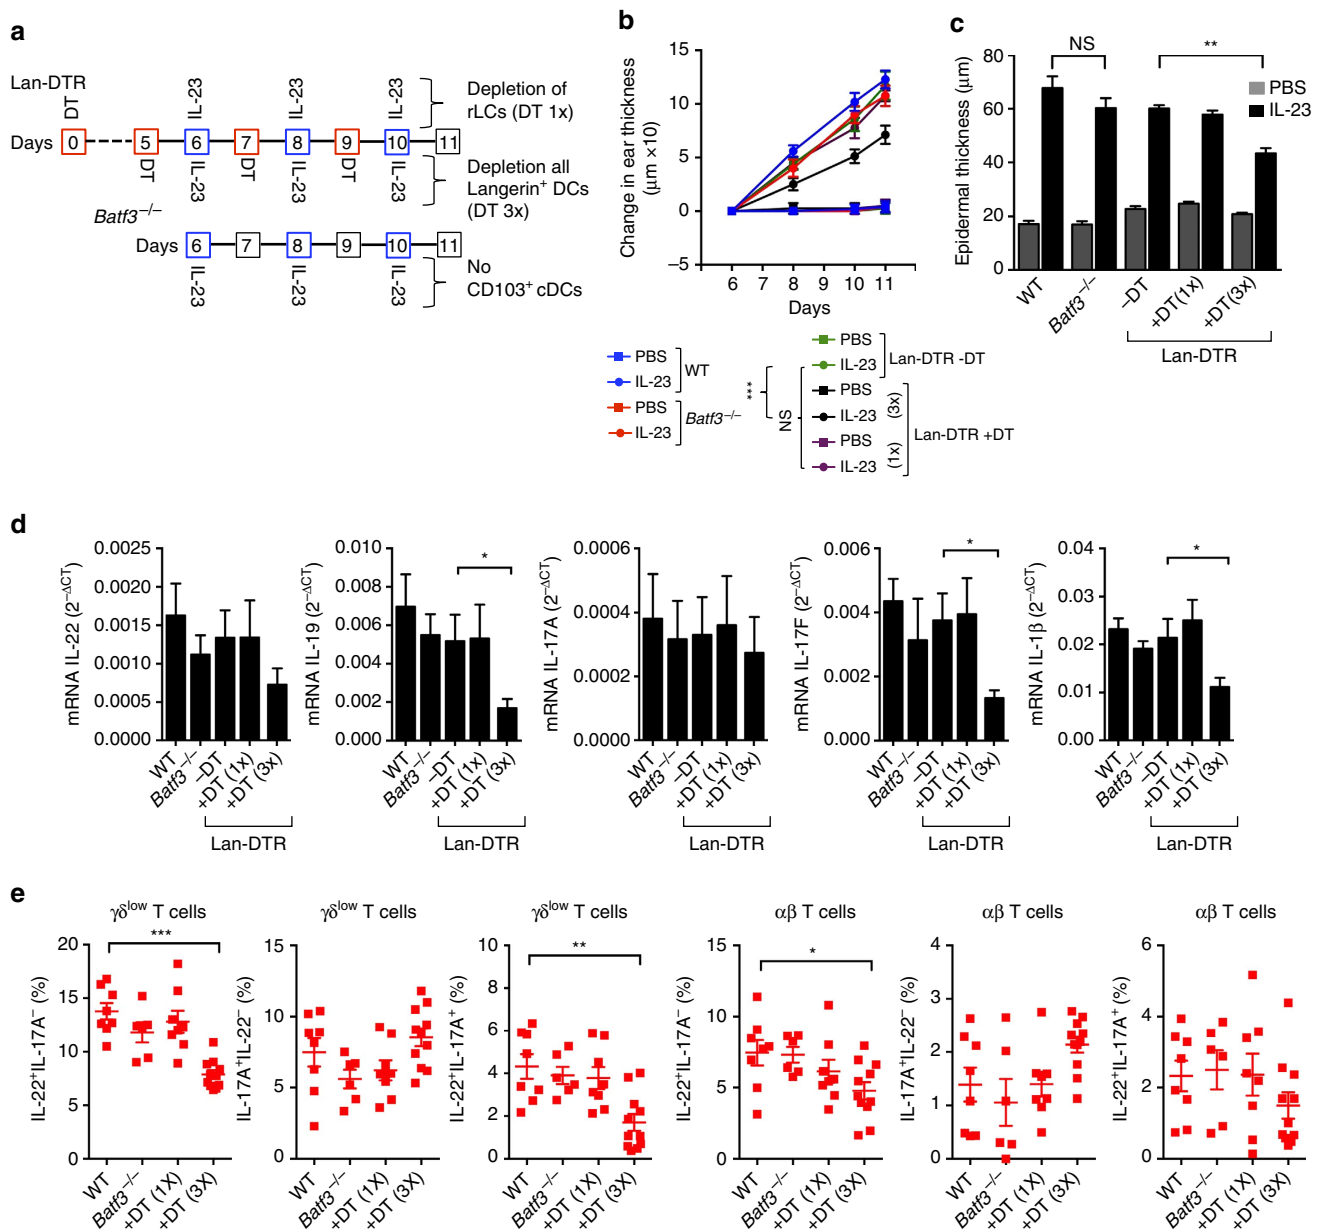 a
Lan-DTR
DT IL-22 IL-22 IL-22
Days 0 5 6 7 8 9 10 11
DT IL-23 DT IL-23 DT IL-23
Depletion of
rLCs (DT 1x)
Depletion all
Langerin⁺ DCs
(DT 3x)
Batf3⁻/⁻
Days 6 7 8 9 10 11
IL-23 IL-23 IL-23
No
CD103⁺ cDCs
b
Change in ear thickness
(μm ×10)
15
10
5
0
–5
6 7 8 9 10 11
Days
PBS
IL-23
WT
PBS
IL-23
Batf3⁻/⁻
***
NS
PBS
IL-23
Lan-DTR -DT
PBS
IL-23
(3x)
PBS
IL-23
(1x)
Lan-DTR +DT
c
Epidermal thickness (μm)
80
60
40
20
0
NS
**
PBS
IL-23
WT Batf3⁻/⁻ –DT +DT(1x) +DT(3x)
Lan-DTR
d
mRNA IL-22 (2⁻ΔCT)
0.0025
0.0020
0.0015
0.0010
0.0005
0.0000
WT Batf3⁻/⁻ –DT +DT (1x) +DT (3x)
Lan-DTR
mRNA IL-19 (2⁻ΔCT)
0.010
0.008
0.006
0.004
0.002
0.000
*
WT Batf3⁻/⁻ –DT +DT (1x) +DT (3x)
Lan-DTR
mRNA IL-17A (2⁻ΔCT)
0.0006
0.0004
0.0002
0.0000
WT Batf3⁻/⁻ –DT +DT (1x) +DT (3x)
Lan-DTR
mRNA IL-17F (2⁻ΔCT)
0.006
0.004
0.002
0.000
*
WT Batf3⁻/⁻ –DT +DT (1x) +DT (3x)
Lan-DTR
mRNA IL-1β (2⁻ΔCT)
0.04
0.03
0.02
0.01
0.00
*
WT Batf3⁻/⁻ –DT +DT (1x) +DT (3x)
Lan-DTR
e
γδˡᵒʷ T cells
IL-22⁺IL-17A⁻ (%)
20
15
10
5
0
***
WT Batf3⁻/⁻ +DT (1X) +DT (3X)
γδˡᵒʷ T cells
IL-17A⁺IL-22⁻ (%)
15
10
5
0
WT Batf3⁻/⁻ +DT (1X) +DT (3X)
γδˡᵒʷ T cells
IL-22⁺IL-17A⁺ (%)
10
8
6
4
2
0
**
WT Batf3⁻/⁻ +DT (1X) +DT (3X)
αβ T cells
IL-22⁺IL-17A⁻ (%)
15
10
5
0
*
WT Batf3⁻/⁻ +DT (1X) +DT (3X)
αβ T cells
IL-17A⁺IL-22⁻ (%)
4
3
2
1
0
WT Batf3⁻/⁻ +DT (1X) +DT (3X)
αβ T cells
IL-22⁺IL-17A⁺ (%)
6
4
2
0
WT Batf3⁻/⁻ +DT (1X) +DT (3X)